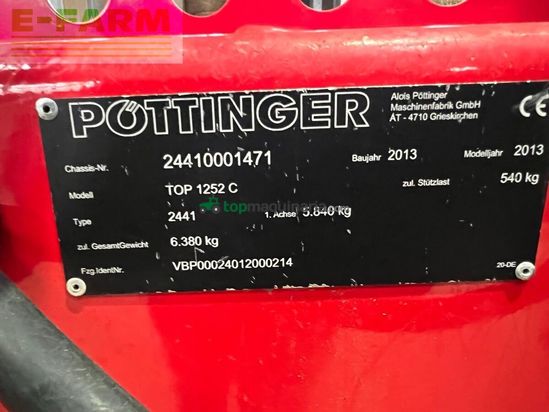 E-FARM
PÖTTINGER
Alois Pöttinger
Maschinenfabrik GmbH
AT - 4710 Grieskirchen
CE
Chassis-Nr. 24410001471 Baujahr 2013 Modelljahr 2013
Modell TOP 1252 C zul. Stützlast 540 kg
topmaquinaria
Type 2441 1. Achse 5.840 kg
zul. GesamtGewicht 6.380 kg
Fzg.IdentNr. VBP00024012000214
20-DE